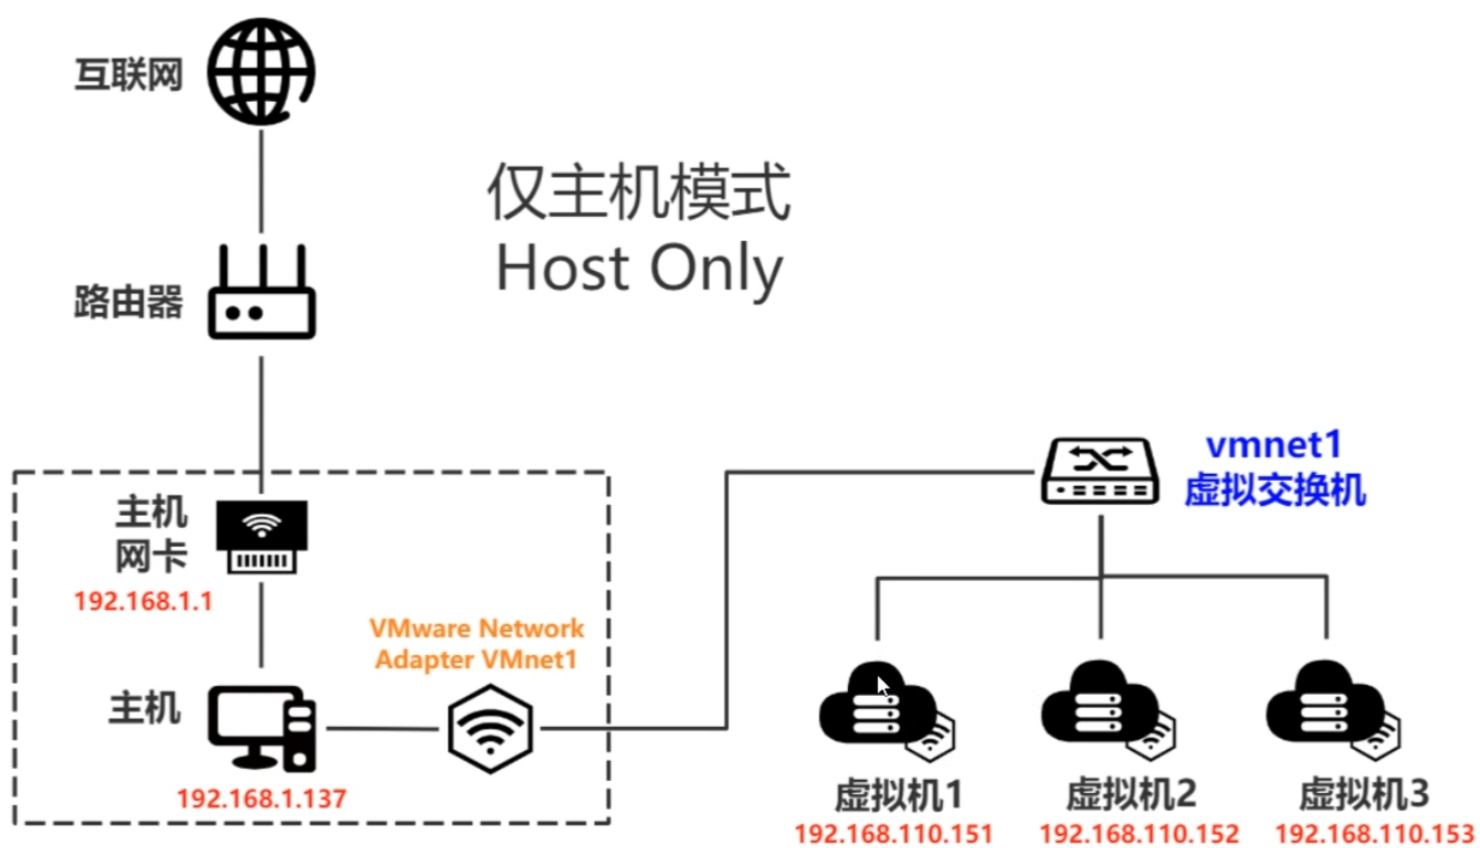 互联网
仅主机模式
Host Only
路由器
vmnet1
虚拟交换机
主机
网卡
192.168.1.1
VMware Network
Adapter VMnet1
主机
192.168.1.137
虚拟机1
虚拟机2
虚拟机3
192.168.110.151
192.168.110.152
192.168.110.153